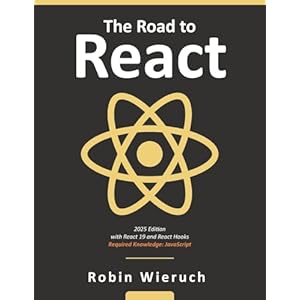 The Road to
React
2025 Edition
with React 19 and React Hooks
Required Knowledge: JavaScript
Robin Wieruch